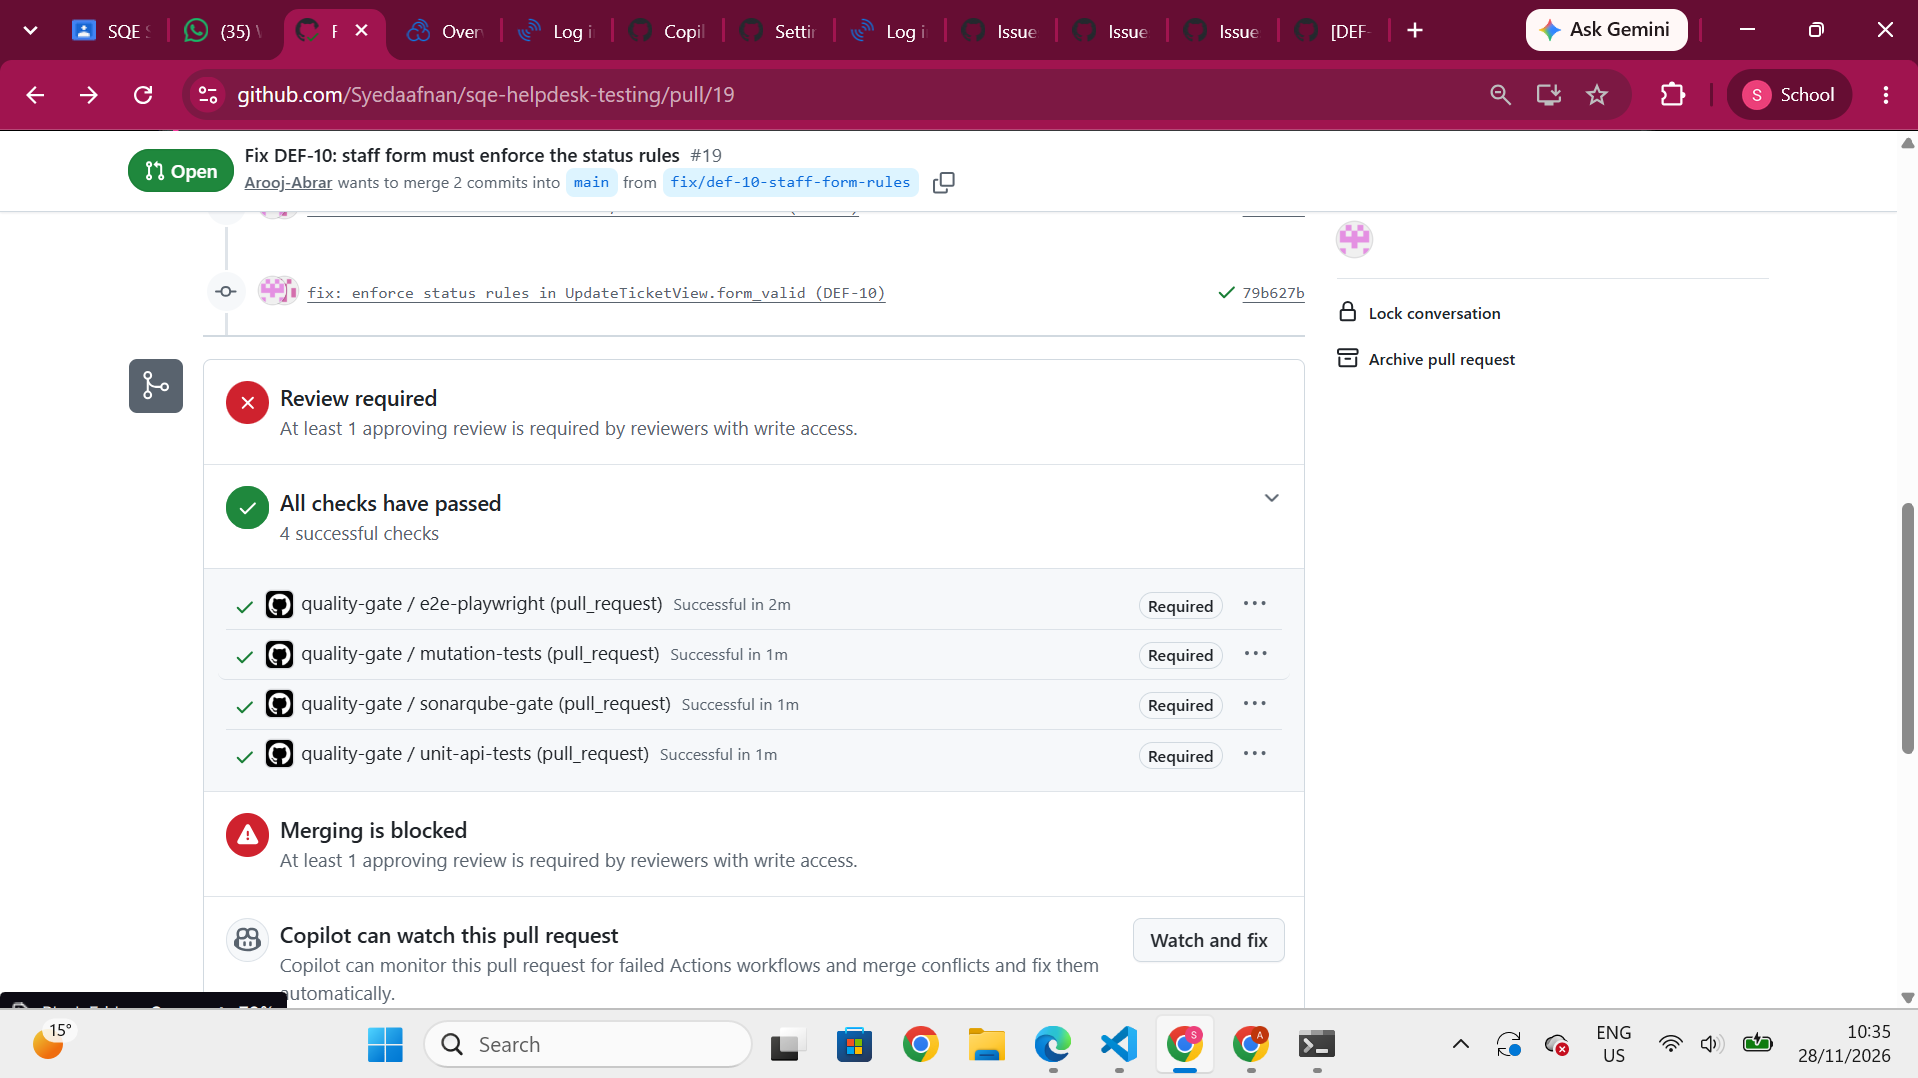 SQE S
(35) W
F
Over
Log i
Copil
Settin
Log i
Issue
Issue
Issue
[DEF-
Ask Gemini
github.com/Syedaafnan/sqe-helpdesk-testing/pull/19
S
School
Open
Fix DEF-10: staff form must enforce the status rules #19
Arooj-Abrar wants to merge 2 commits into main from fix/def-10-staff-form-rules
fix: enforce status rules in UpdateTicketView.form_valid (DEF-10)
79b627b
Lock conversation
Archive pull request
Review required
At least 1 approving review is required by reviewers with write access.
All checks have passed
4 successful checks
quality-gate / e2e-playwright (pull_request) Successful in 2m
Required
quality-gate / mutation-tests (pull_request) Successful in 1m
Required
quality-gate / sonarqube-gate (pull_request) Successful in 1m
Required
quality-gate / unit-api-tests (pull_request) Successful in 1m
Required
Merging is blocked
At least 1 approving review is required by reviewers with write access.
Copilot can watch this pull request
Copilot can monitor this pull request for failed Actions workflows and merge conflicts and fix them
automatically.
Watch and fix
15°
Search
S
A
ENG
US
10:35
28/11/2026